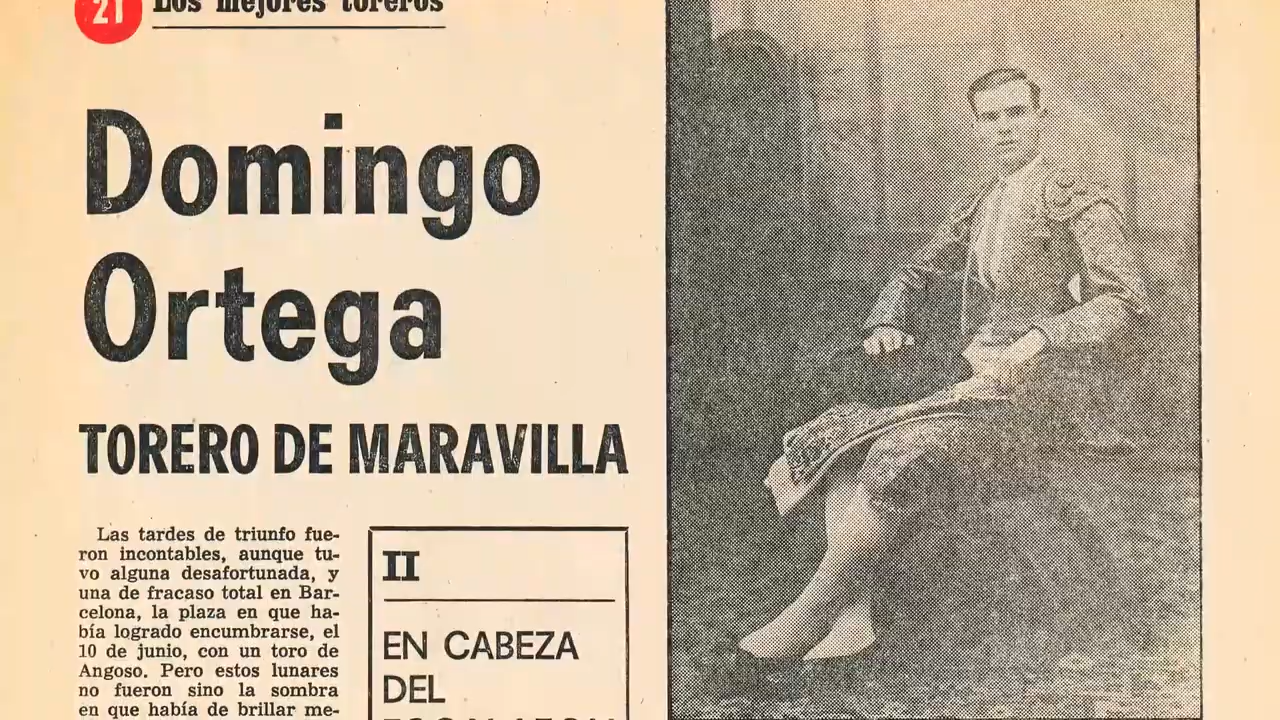 21 Los mejores toreros
Domingo
Ortega
TORERO DE MARAVILLA
Las tardes de triunfo fue-
ron incontables, aunque tu-
vo alguna desafortunada, y
una de fracaso total en Bar-
celona, la plaza en que ha-
bía logrado encumbrarse, el
10 de junio, con un toro de
Angoso. Pero estos lunares
no fueron sino la sombra
en que había de brillar me-
II
EN CABEZA
DEL